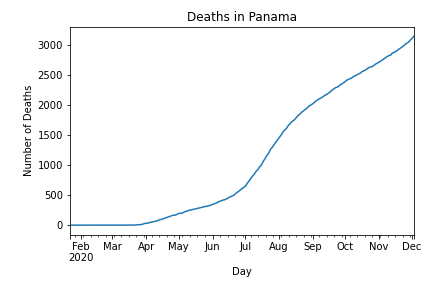 Deaths in Panama
Number of Deaths
3000
2500
2000
1500
1000
500
0
Feb Mar Apr May Jun Jul Aug Sep Oct Nov Dec
2020
Day